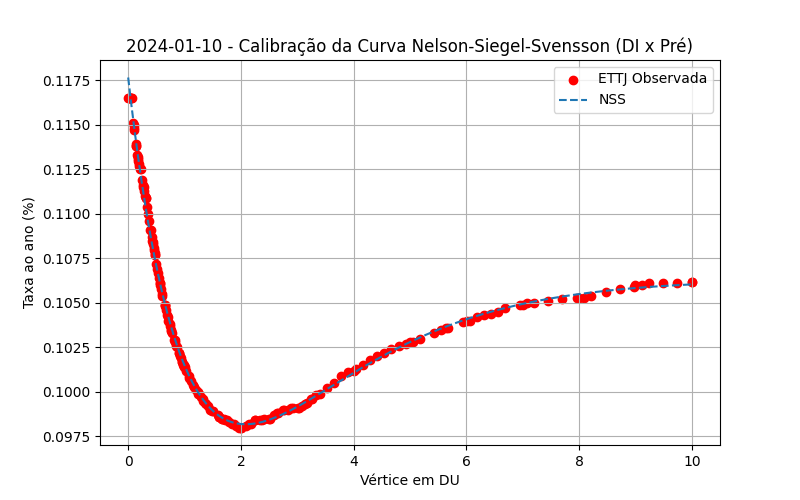 2024-01-10 - Calibração da Curva Nelson-Siegel-Svensson (DI x Pré)
ETTJ Observada
NSS
Taxa ao ano (%)
0.1175
0.1150
0.1125
0.1100
0.1075
0.1050
0.1025
0.1000
0.0975
0 2 4 6 8 10
Vértice em DU